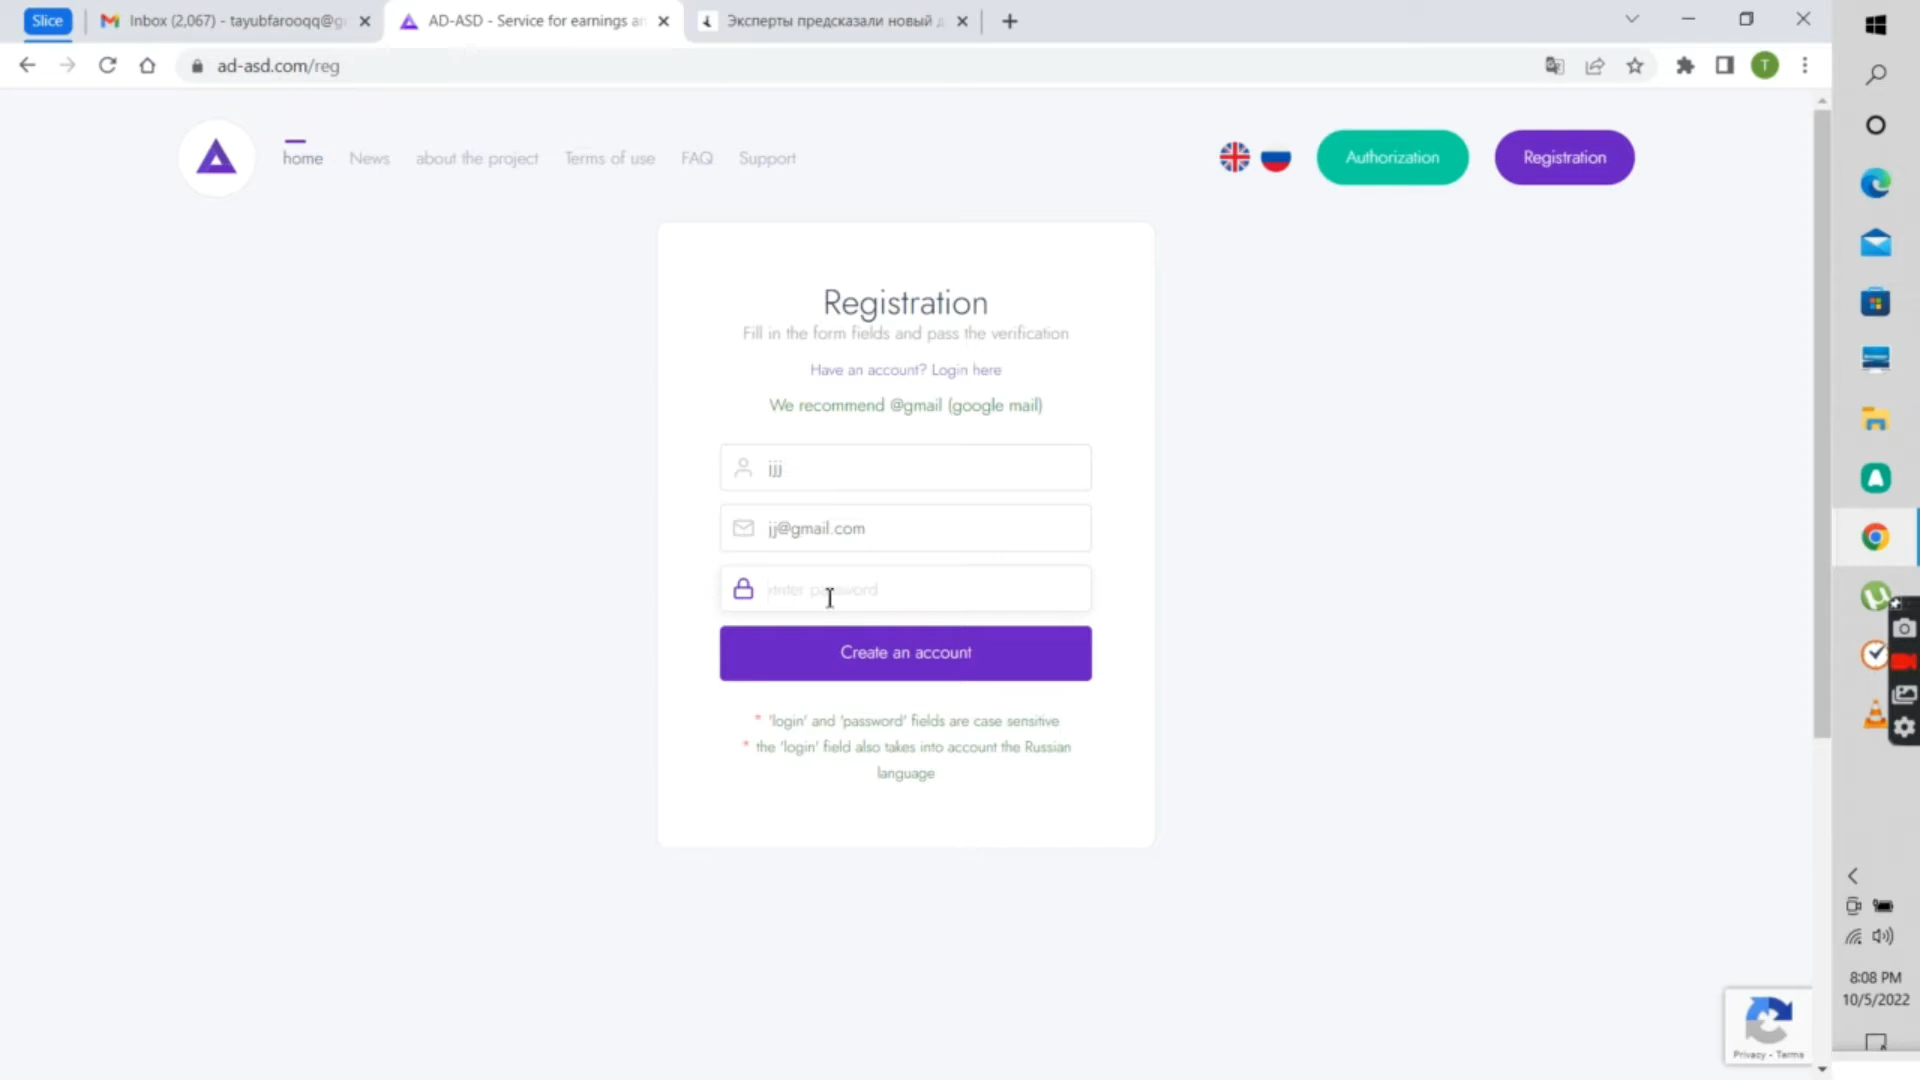 Slice
Inbox (2,067) - tayubfarooqq@g
AD-ASD - Service for earnings a
Эксперты предсказали новый
ad-asd.com/reg
T
home News about the project Terms of use FAQ Support
Authorization
Registration
Registration
Fill in the form fields and pass the verification
Have an account? Login here
We recommend @gmail (google mail)
jjj
jj@gmail.com
enter password
Create an account
* 'login' and 'password' fields are case sensitive
* the 'login' field also takes into account the Russian
language
8:08 PM
10/5/2022
Privacy - Terms